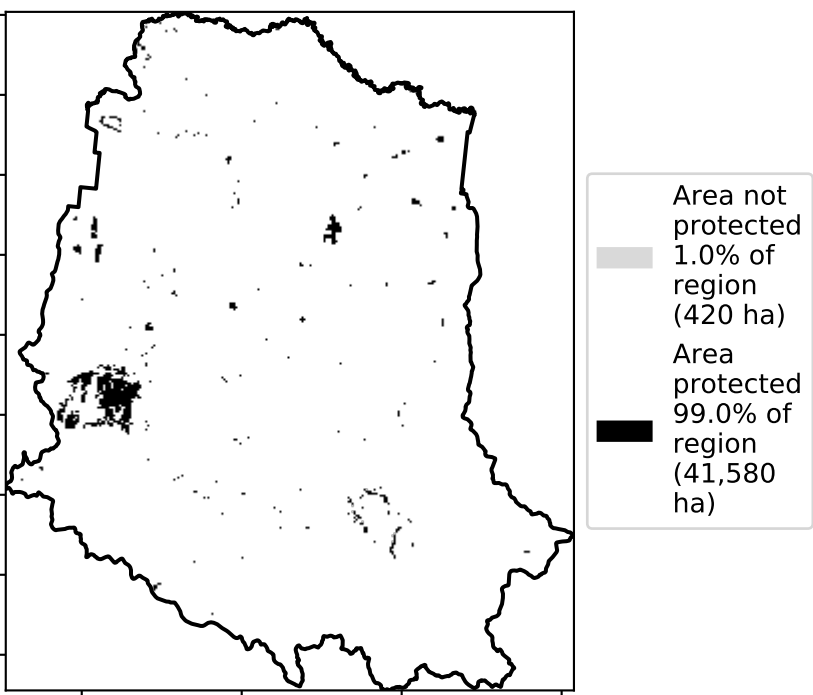 Area not
protected
1.0% of
region
(420 ha)
Area
protected
99.0% of
region
(41,580
ha)